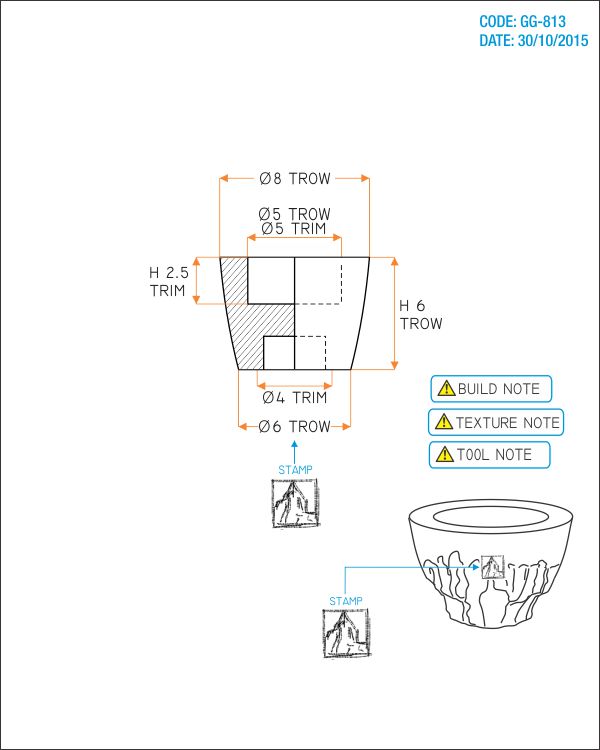 CODE: GG-813
DATE: 30/10/2015
Ø8 TROW
Ø5 TROW
Ø5 TRIM
H 2.5
TRIM
H 6
TROW
Ø4 TRIM
Ø6 TROW
BUILD NOTE
TEXTURE NOTE
TOOL NOTE
STAMP
STAMP